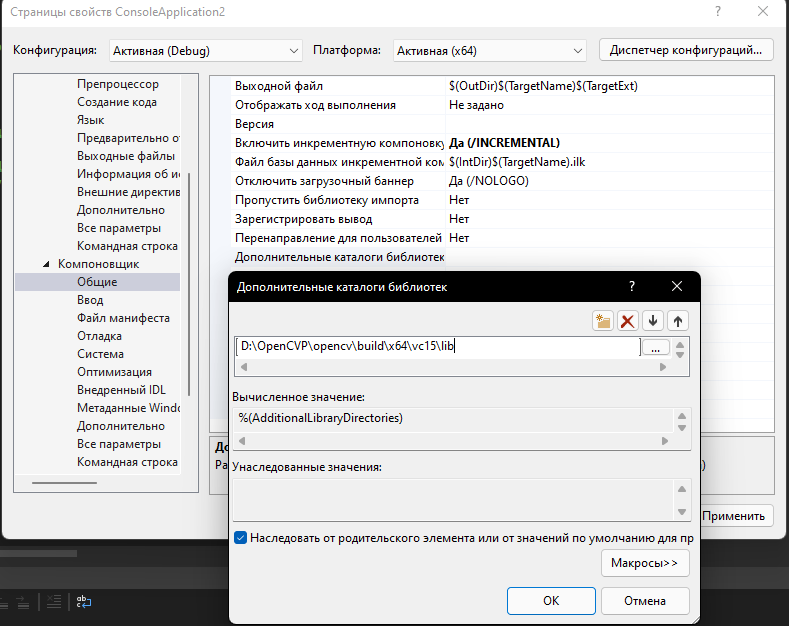 Страницы свойств ConsoleApplication2
Конфигурация: Активная (Debug) Платформа: Активная (x64) Диспетчер конфигураций...
Препроцессор
Создание кода
Язык
Предварительно от
Выходные файлы
Информация об ис
Внешние директив
Дополнительно
Все параметры
Командная строка
Компоновщик
Общие
Ввод
Файл манифеста
Отладка
Система
Оптимизация
Внедренный IDL
Метаданные Windo
Дополнительно
Все параметры
Командная строка
Выходной файл $(OutDir)$(TargetName)$(TargetExt)
Отображать ход выполнения Не задано
Версия
Включить инкрементную компоновку Да (/INCREMENTAL)
Файл базы данных инкрементной ком $(IntDir)$(TargetName).ilk
Отключить загрузочный баннер Да (/NOLOGO)
Пропустить библиотеку импорта Нет
Зарегистрировать вывод Нет
Перенаправление для пользователей Нет
Дополнительные каталоги библиотек
До
Ра
Применить
Дополнительные каталоги библиотек
D:\OpenCVP\opencv\build\x64\vc15\lib
...
Вычисленное значение:
%(AdditionalLibraryDirectories)
Унаследованные значения:
Наследовать от родительского элемента или от значений по умолчанию для пр
Макросы>>
ОК Отмена